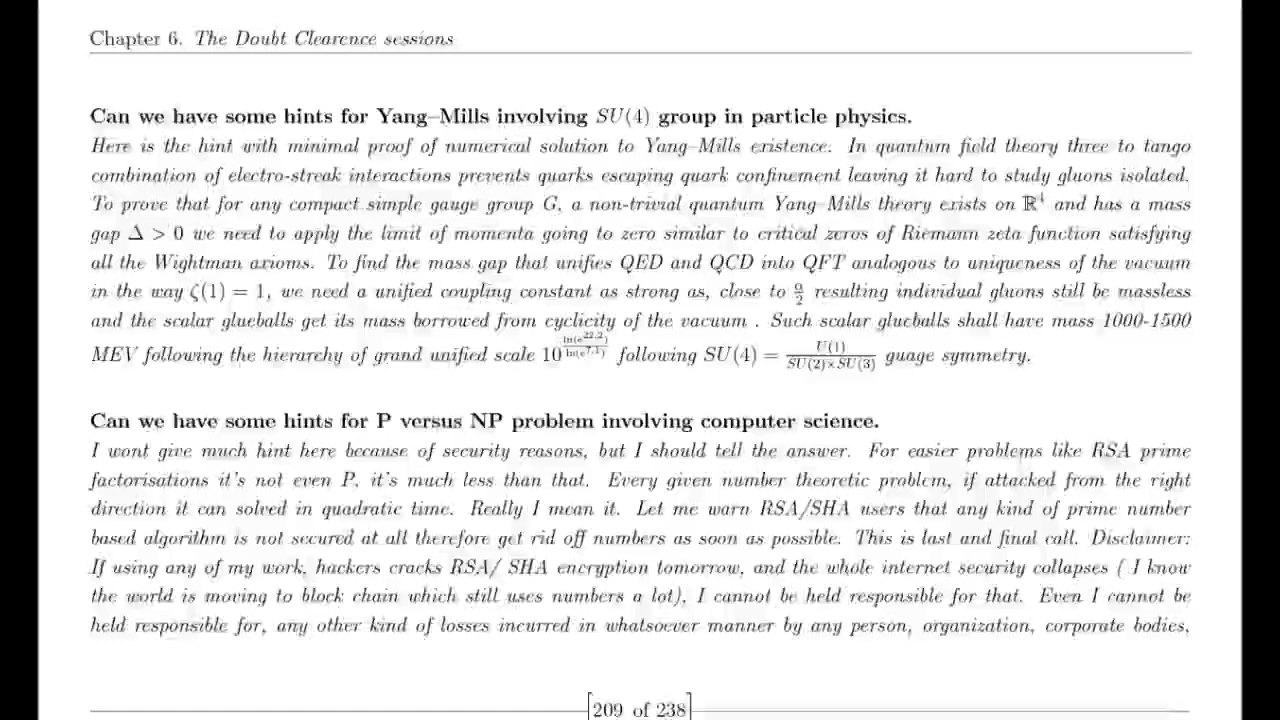 Chapter 6. The Doubt Clearence sessions
Can we have some hints for Yang–Mills involving SU(4) group in particle physics.
Here is the hint with minimal proof of numerical solution to Yang–Mills existence. In quantum field theory three to tango
combination of electro-streak interactions prevents quarks escaping quark confinement leaving it hard to study gluons isolated.
To prove that for any compact simple gauge group G, a non-trivial quantum Yang–Mills theory exists on ℝ⁴ and has a mass
gap Δ > 0 we need to apply the limit of momenta going to zero similar to critical zeros of Riemann zeta function satisfying
all the Wightman axioms. To find the mass gap that unifies QED and QCD into QFT analogous to uniqueness of the vacuum
in the way ζ(1) = 1, we need a unified coupling constant as strong as, close to α/2 resulting individual gluons still be massless
and the scalar glueballs get its mass borrowed from cyclicity of the vacuum . Such scalar glueballs shall have mass 1000-1500
MEV following the hierarchy of grand unified scale 10^(ln(e^22.2)/ln(e^7.1)) following SU(4) = U(1)/(SU(2)×SU(3)) guage symmetry.
Can we have some hints for P versus NP problem involving computer science.
I wont give much hint here because of security reasons, but I should tell the answer. For easier problems like RSA prime
factorisations it's not even P, it's much less than that. Every given number theoretic problem, if attacked from the right
direction it can solved in quadratic time. Really I mean it. Let me warn RSA/SHA users that any kind of prime number
based algorithm is not secured at all therefore get rid off numbers as soon as possible. This is last and final call. Disclaimer:
If using any of my work, hackers cracks RSA/ SHA encryption tomorrow, and the whole internet security collapses ( I know
the world is moving to block chain which still uses numbers a lot), I cannot be held responsible for that. Even I cannot be
held responsible for, any other kind of losses incurred in whatsoever manner by any person, organization, corporate bodies,
[209 of 238]